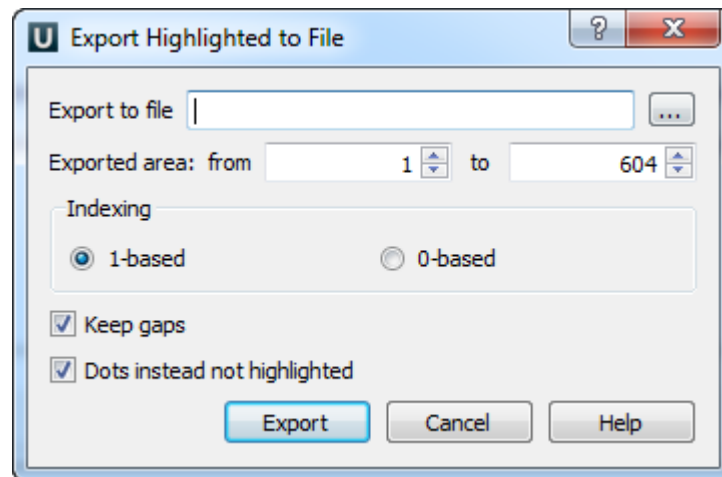 U Export Highlighted to File ? X
Export to file ...
Exported area: from 1 to 604
Indexing
1-based 0-based
Keep gaps
Dots instead not highlighted
Export Cancel Help